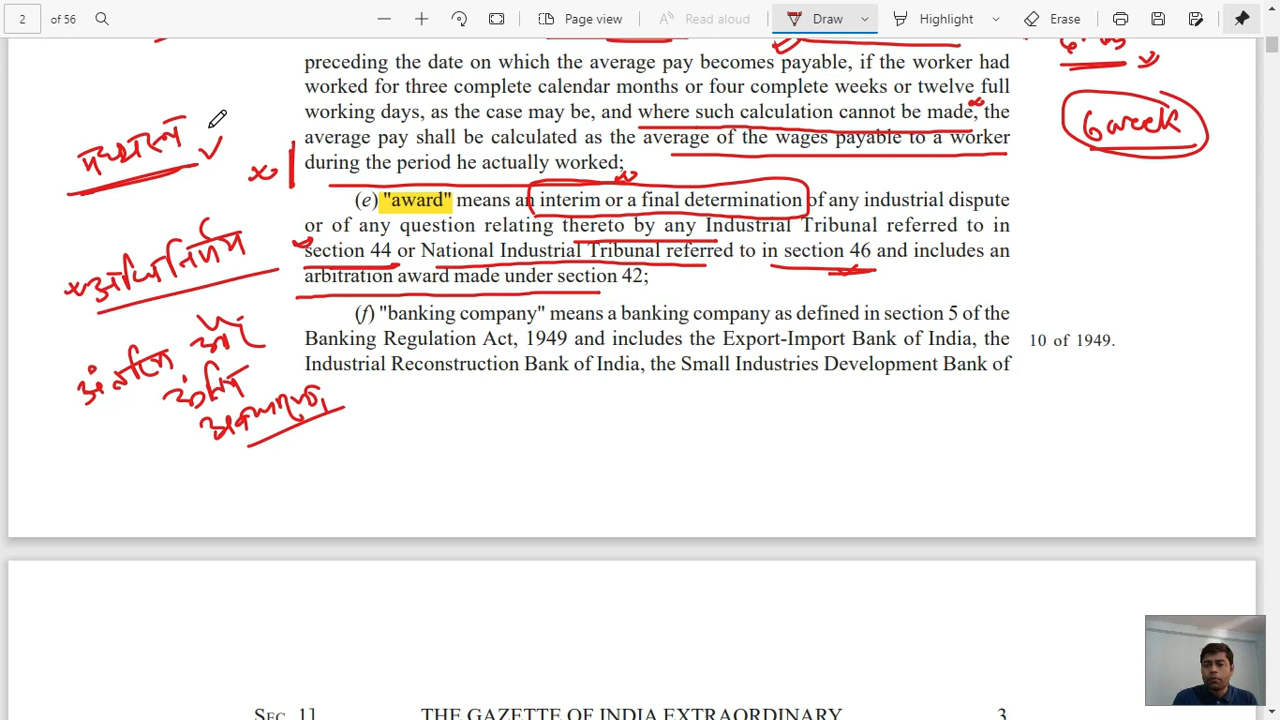 2 of 56 Page view Read aloud Draw Highlight Erase
preceding the date on which the average pay becomes payable, if the worker had
worked for three complete calendar months or four complete weeks or twelve full
working days, as the case may be, and where such calculation cannot be made, the
average pay shall be calculated as the average of the wages payable to a worker
during the period he actually worked;
6 week
पंचाट
(e) "award" means an interim or a final determination of any industrial dispute
or of any question relating thereto by any Industrial Tribunal referred to in
section 44 or National Industrial Tribunal referred to in section 46 and includes an
arbitration award made under section 42;
अधिनिर्णय
(f) "banking company" means a banking company as defined in section 5 of the
Banking Regulation Act, 1949 and includes the Export-Import Bank of India, the
Industrial Reconstruction Bank of India, the Small Industries Development Bank of
10 of 1949.
अंतरिम और
अंतिम
SEC. 1] THE GAZETTE OF INDIA EXTRAORDINARY 3